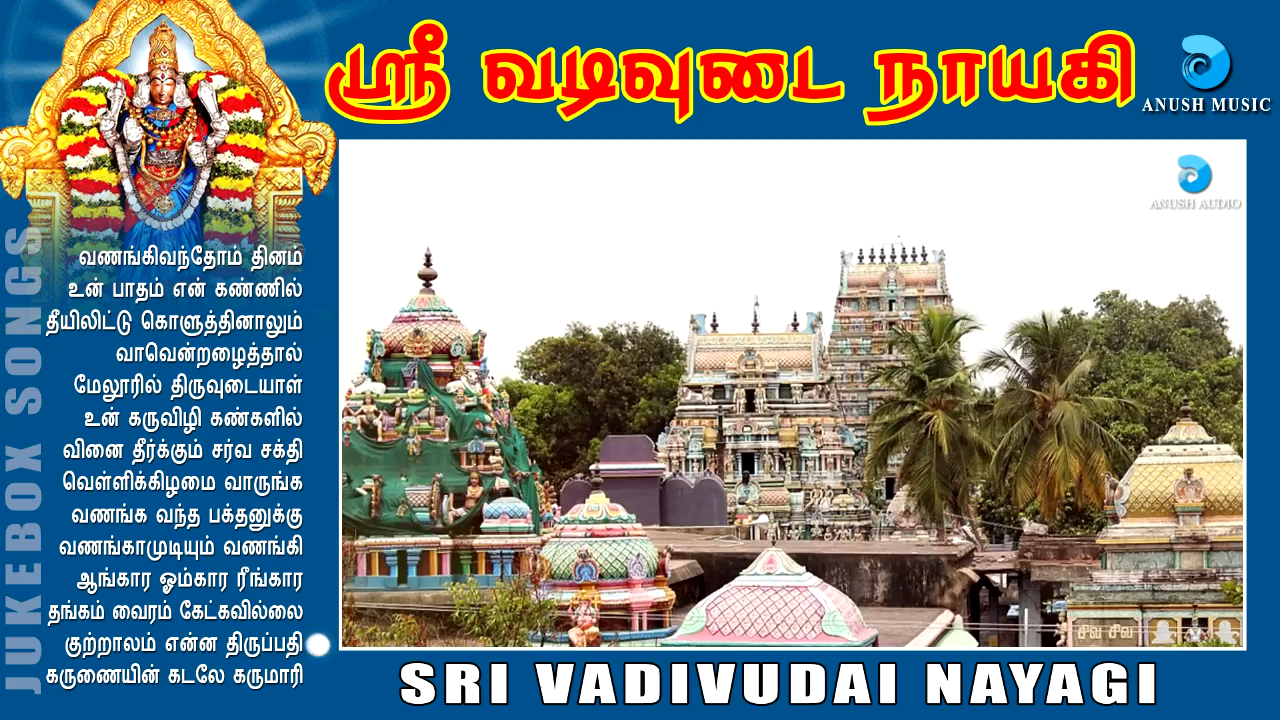 ஸ்ரீ வடிவுடை நாயகி
ANUSH MUSIC
ANUSH AUDIO
JUKEBOX SONGS
வணங்கிவந்தோம் தினம்
உன் பாதம் என் கண்ணில்
தீயிலிட்டு கொளுத்தினாலும்
வாவென்றழைத்தால்
மேலூரில் திருவுடையாள்
உன் கருவிழி கண்களில்
வினை தீர்க்கும் சர்வ சக்தி
வெள்ளிக்கிழமை வாருங்க
வணங்க வந்த பக்தனுக்கு
வணங்காமுடியும் வணங்கி
ஆங்கார ஓம்கார ரீங்கார
தங்கம் வைரம் கேட்கவில்லை
குற்றாலம் என்ன திருப்பதி
கருணையின் கடலே கருமாரி
சிவ சிவ
SRI VADIVUDAI NAYAGI